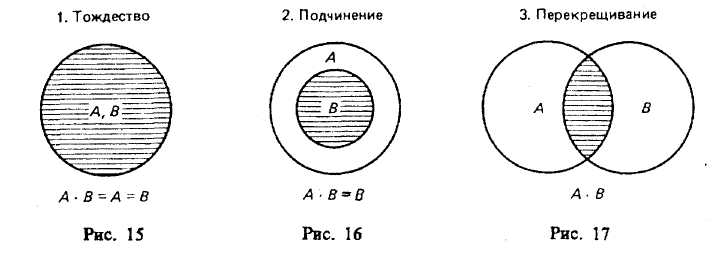 1. Тождество
2. Подчинение
3. Перекрещивание
A, B
A
B
A
B
A · B = A = B
A · B = B
A · B
Рис. 15
Рис. 16
Рис. 17